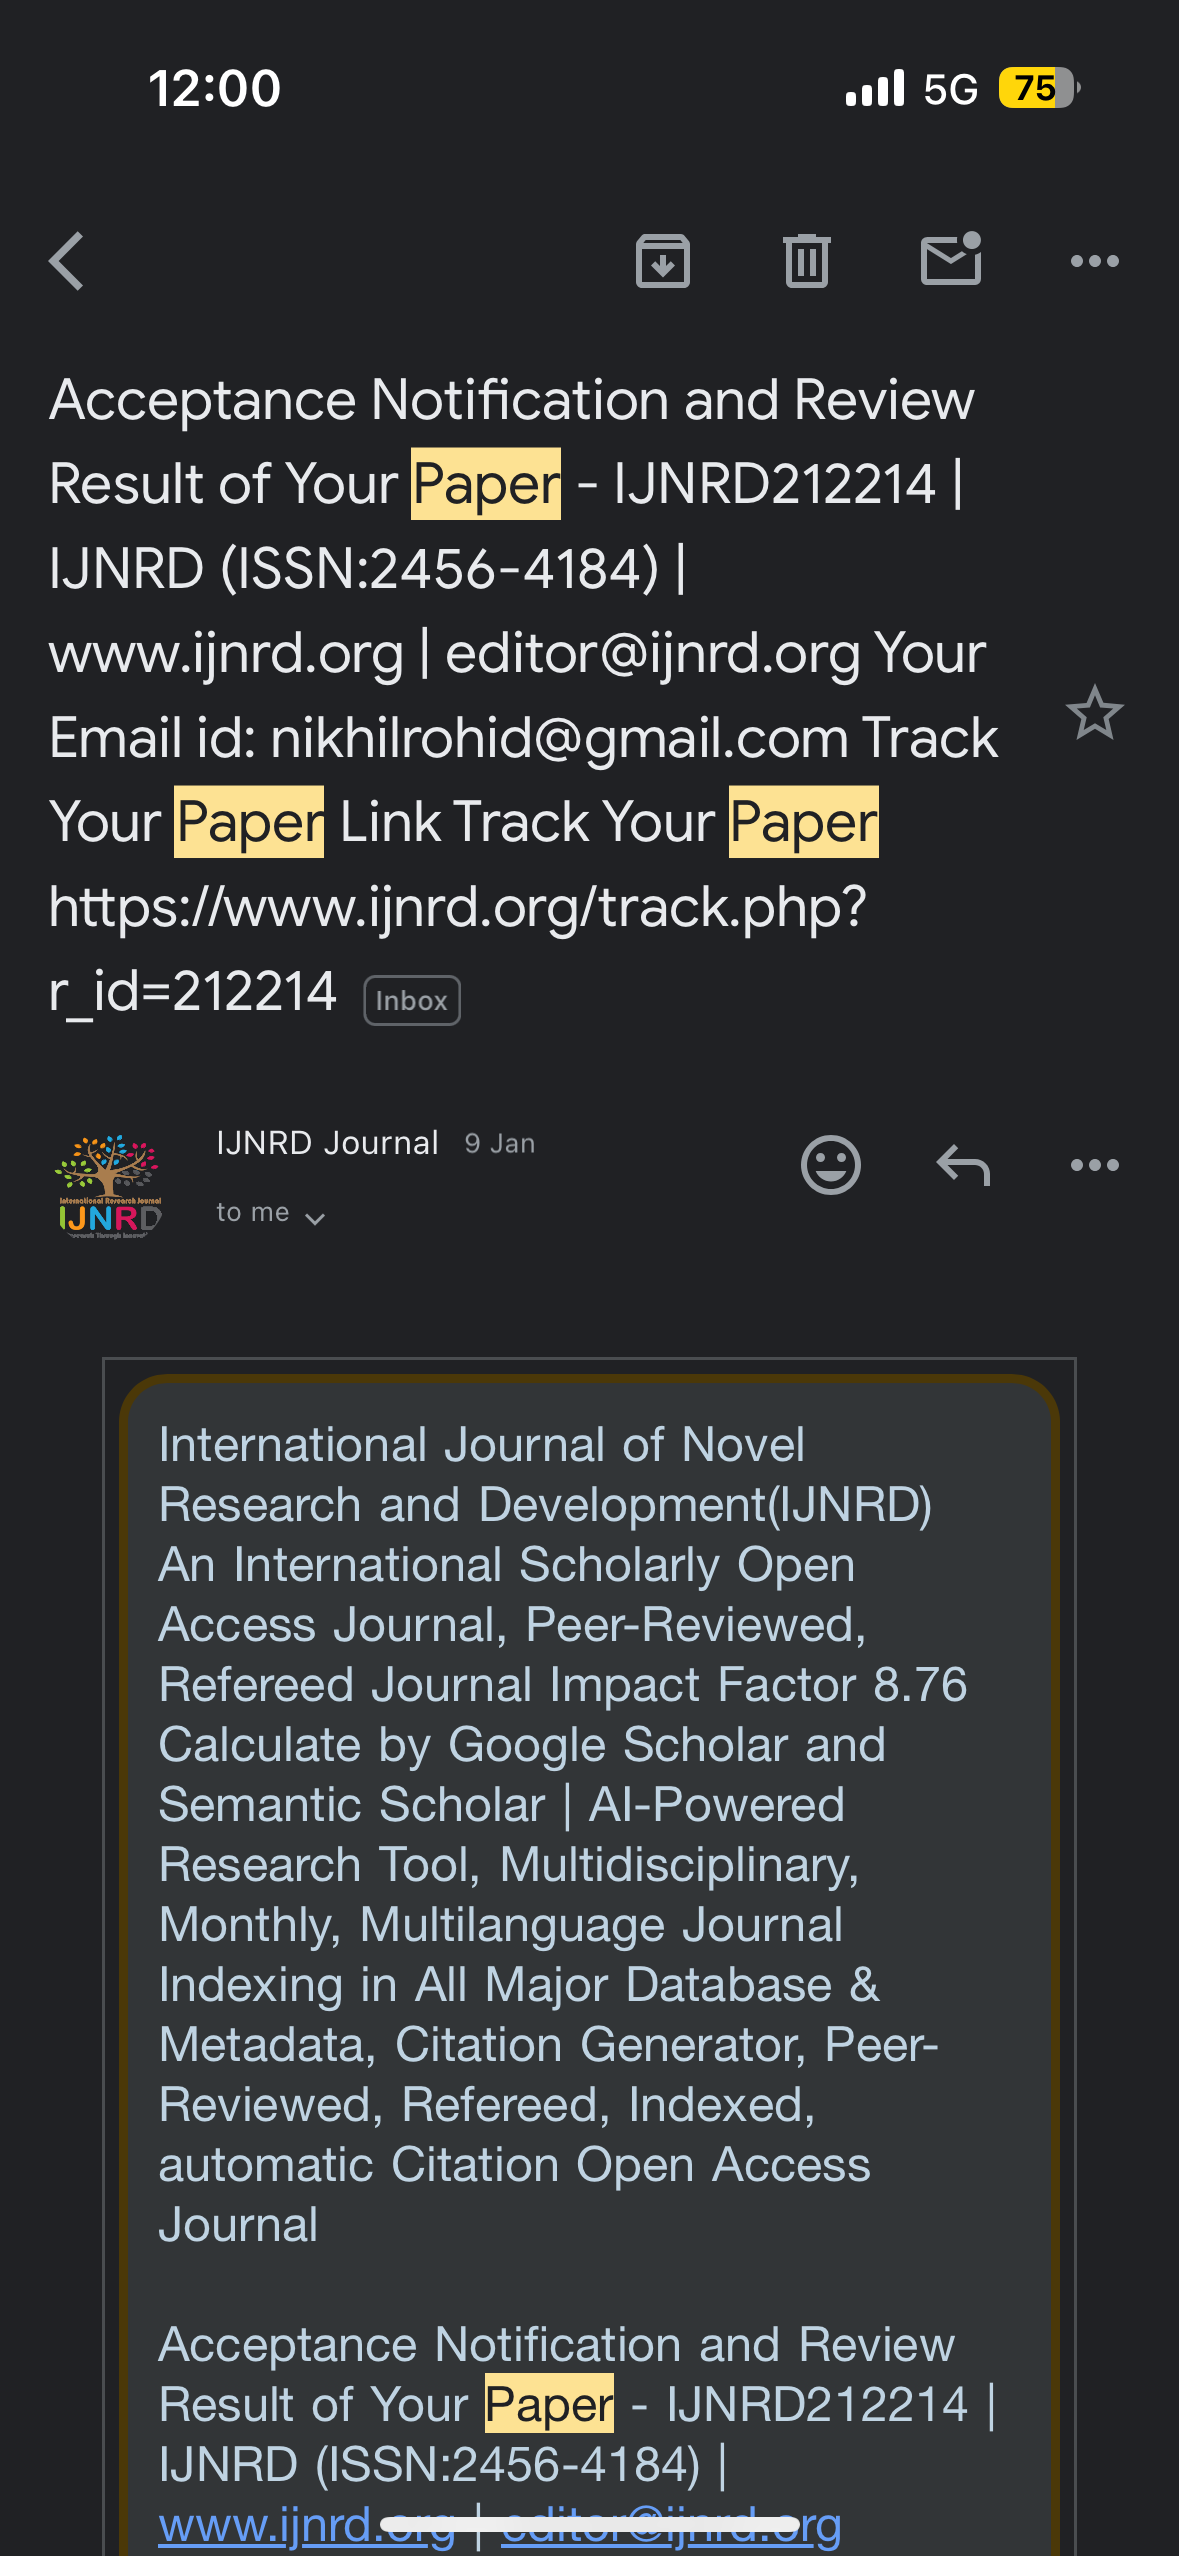 12:00
5G 75
Acceptance Notification and Review
Result of Your Paper - IJNRD212214 |
IJNRD (ISSN:2456-4184) |
www.ijnrd.org | editor@ijnrd.org Your
Email id: nikhilrohid@gmail.com Track
Your Paper Link Track Your Paper
https://www.ijnrd.org/track.php?
r_id=212214 Inbox
IJNRD Journal 9 Jan
to me
International Research Journal
IJNRD
International Journal of Novel
Research and Development(IJNRD)
An International Scholarly Open
Access Journal, Peer-Reviewed,
Refereed Journal Impact Factor 8.76
Calculate by Google Scholar and
Semantic Scholar | AI-Powered
Research Tool, Multidisciplinary,
Monthly, Multilanguage Journal
Indexing in All Major Database &
Metadata, Citation Generator, Peer-
Reviewed, Refereed, Indexed,
automatic Citation Open Access
Journal
Acceptance Notification and Review
Result of Your Paper - IJNRD212214 |
IJNRD (ISSN:2456-4184) |
www.ijnrd.org | editor@ijnrd.org